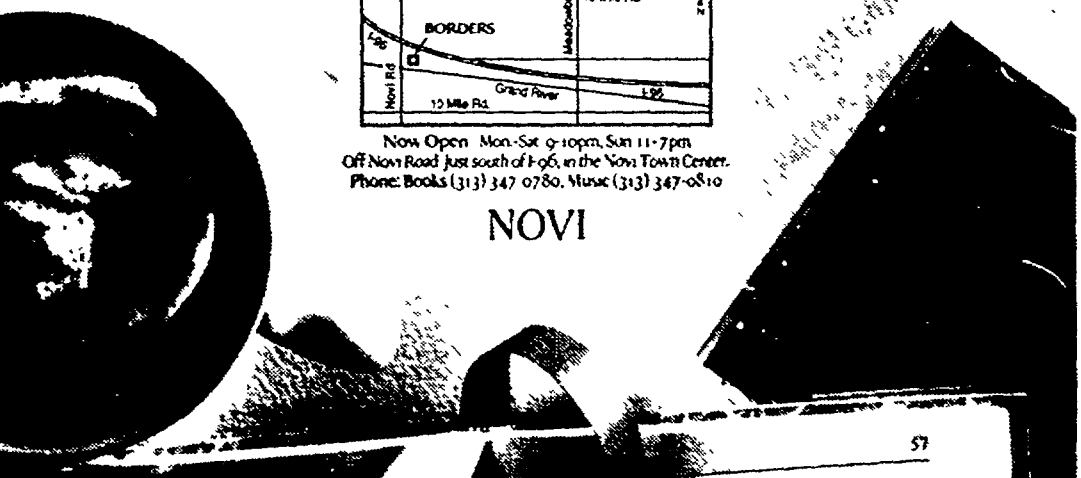 BORDERS
I-96
Novi Rd
Grand River
I-96
10 Mile Rd.
Now Open Mon.-Sat 9-10pm, Sun 11-7pm
Off Novi Road just south of I-96, in the Novi Town Center.
Phone: Books (313) 347 0780, Music (313) 347-0810
NOVI
57